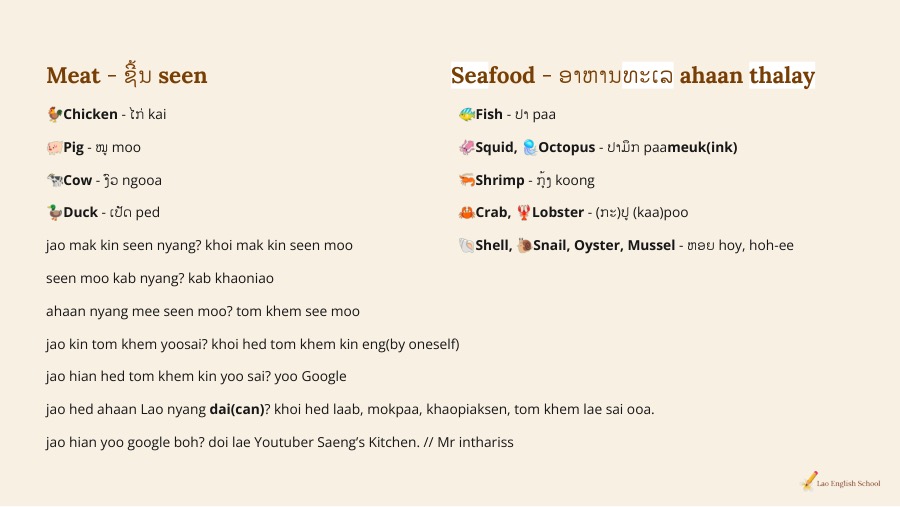 Meat - ຊີ້ນ seen
Chicken - ໄກ່ kai
Pig - ໝູ moo
Cow - ງົວ ngooa
Duck - ເປັດ ped
jao mak kin seen nyang? khoi mak kin seen moo
seen moo kab nyang? kab khaoniao
ahaan nyang mee seen moo? tom khem see moo
jao kin tom khem yoosai? khoi hed tom khem kin eng(by oneself)
jao hian hed tom khem kin yoo sai? yoo Google
jao hed ahaan Lao nyang dai(can)? khoi hed laab, mokpaa, khaopiaksen, tom khem lae sai ooa.
jao hian yoo google boh? doi lae Youtuber Saeng’s Kitchen. // Mr inthariss
Seafood - ອາຫານທະເລ ahaan thalay
Fish - ປາ paa
Squid, Octopus - ປາມຶກ paameuk(ink)
Shrimp - ກຸ້ງ koong
Crab, Lobster - (ກະ)ປູ (kaa)poo
Shell, Snail, Oyster, Mussel - ຫອຍ hoy, hoh-ee
Lao English School